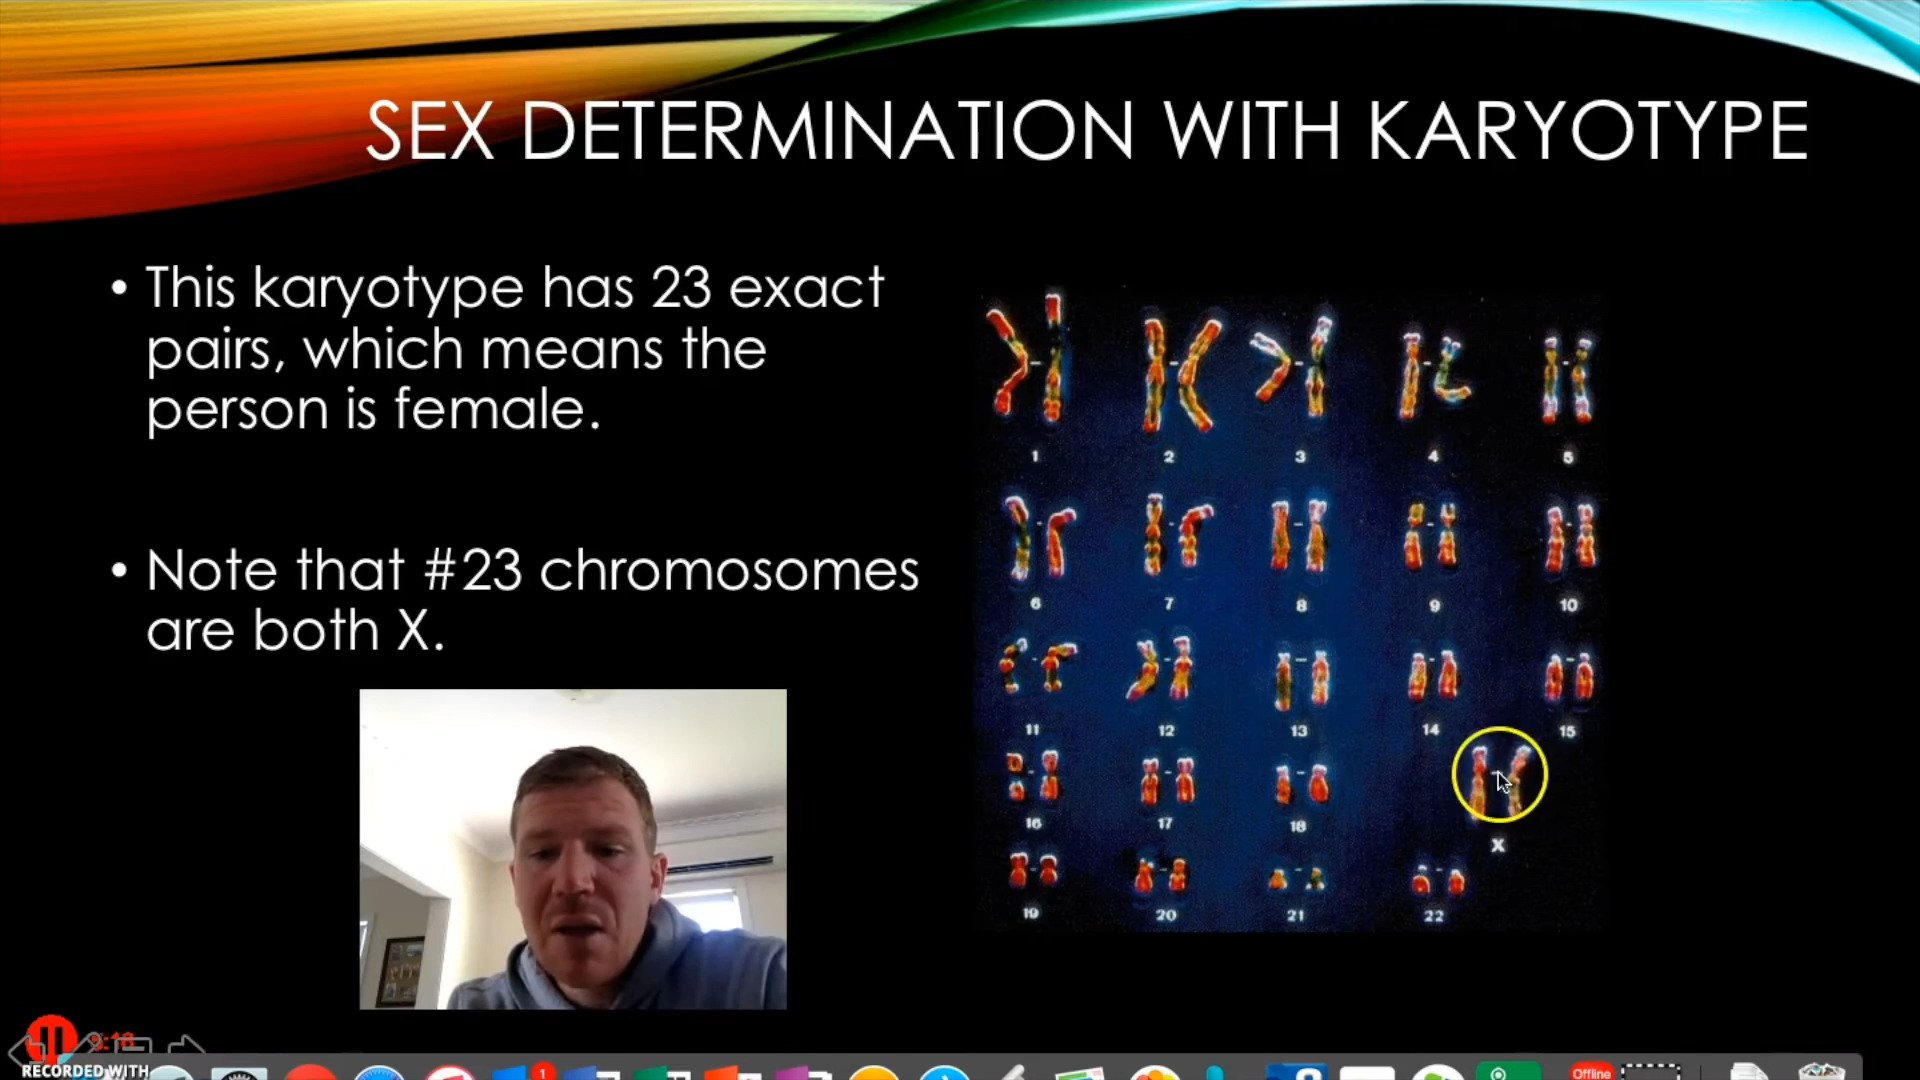 SEX DETERMINATION WITH KARYOTYPE
• This karyotype has 23 exact
pairs, which means the
person is female.
• Note that #23 chromosomes
are both X.
1 2 3 4 5
6 7 8 9 10
11 12 13 14 15
16 17 18 X
19 20 21 22
RECORDED WITH
1
Offline